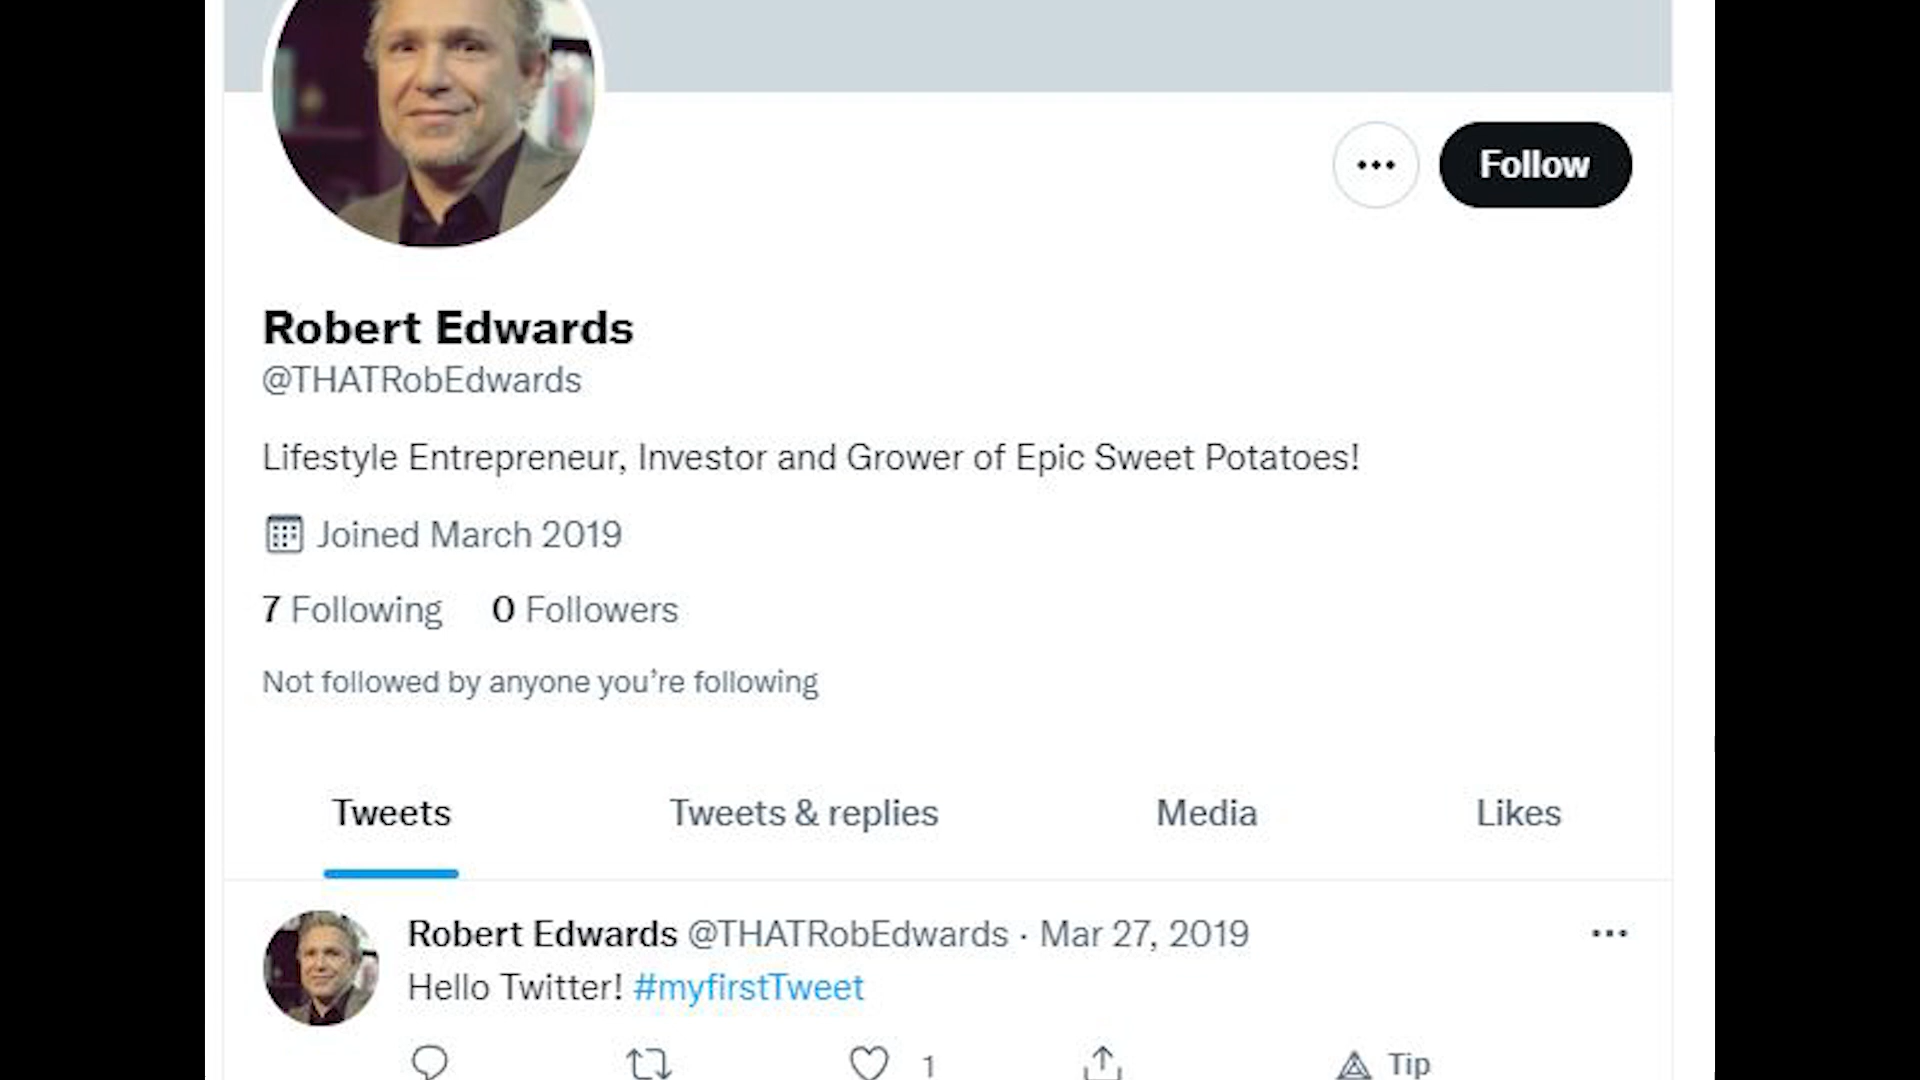 Follow
Robert Edwards
@THATRobEdwards
Lifestyle Entrepreneur, Investor and Grower of Epic Sweet Potatoes!
Joined March 2019
7 Following 0 Followers
Not followed by anyone you’re following
Tweets Tweets & replies Media Likes
Robert Edwards @THATRobEdwards · Mar 27, 2019
Hello Twitter! #myfirstTweet
1 Tip